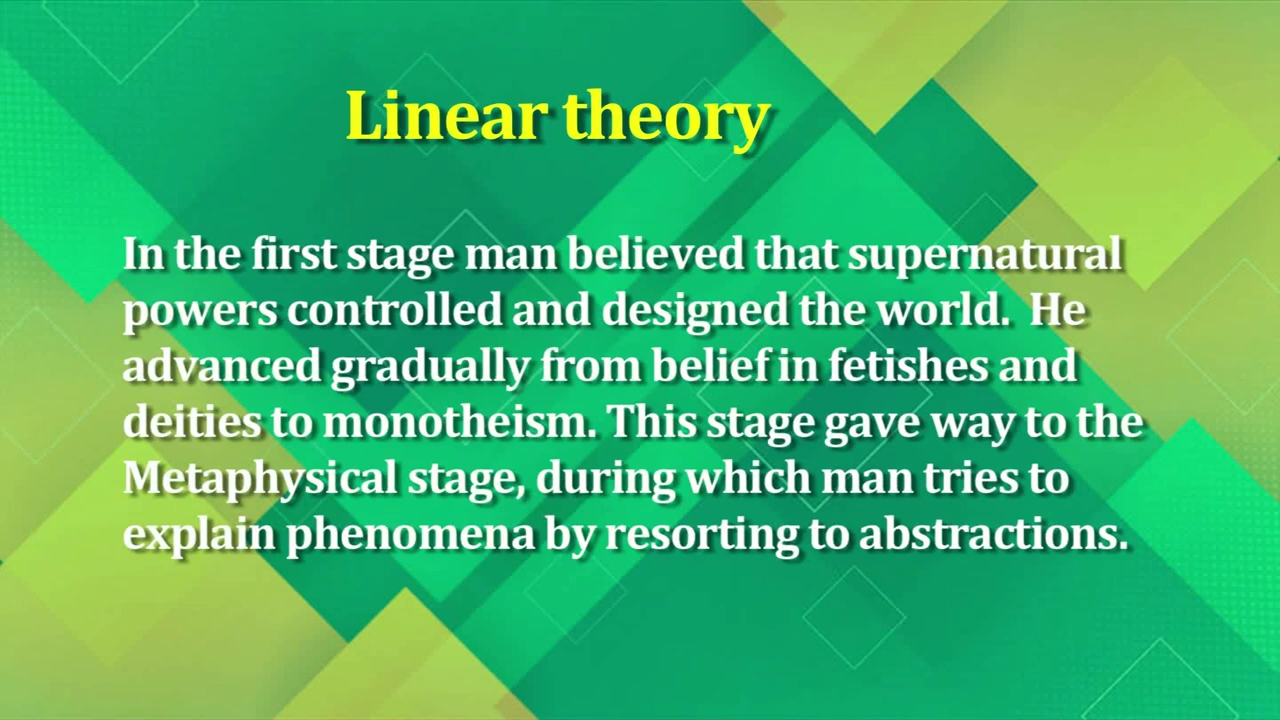 Linear theory
In the first stage man believed that supernatural
powers controlled and designed the world.  He
advanced gradually from belief in fetishes and
deities to monotheism. This stage gave way to the
Metaphysical stage, during which man tries to
explain phenomena by resorting to abstractions.